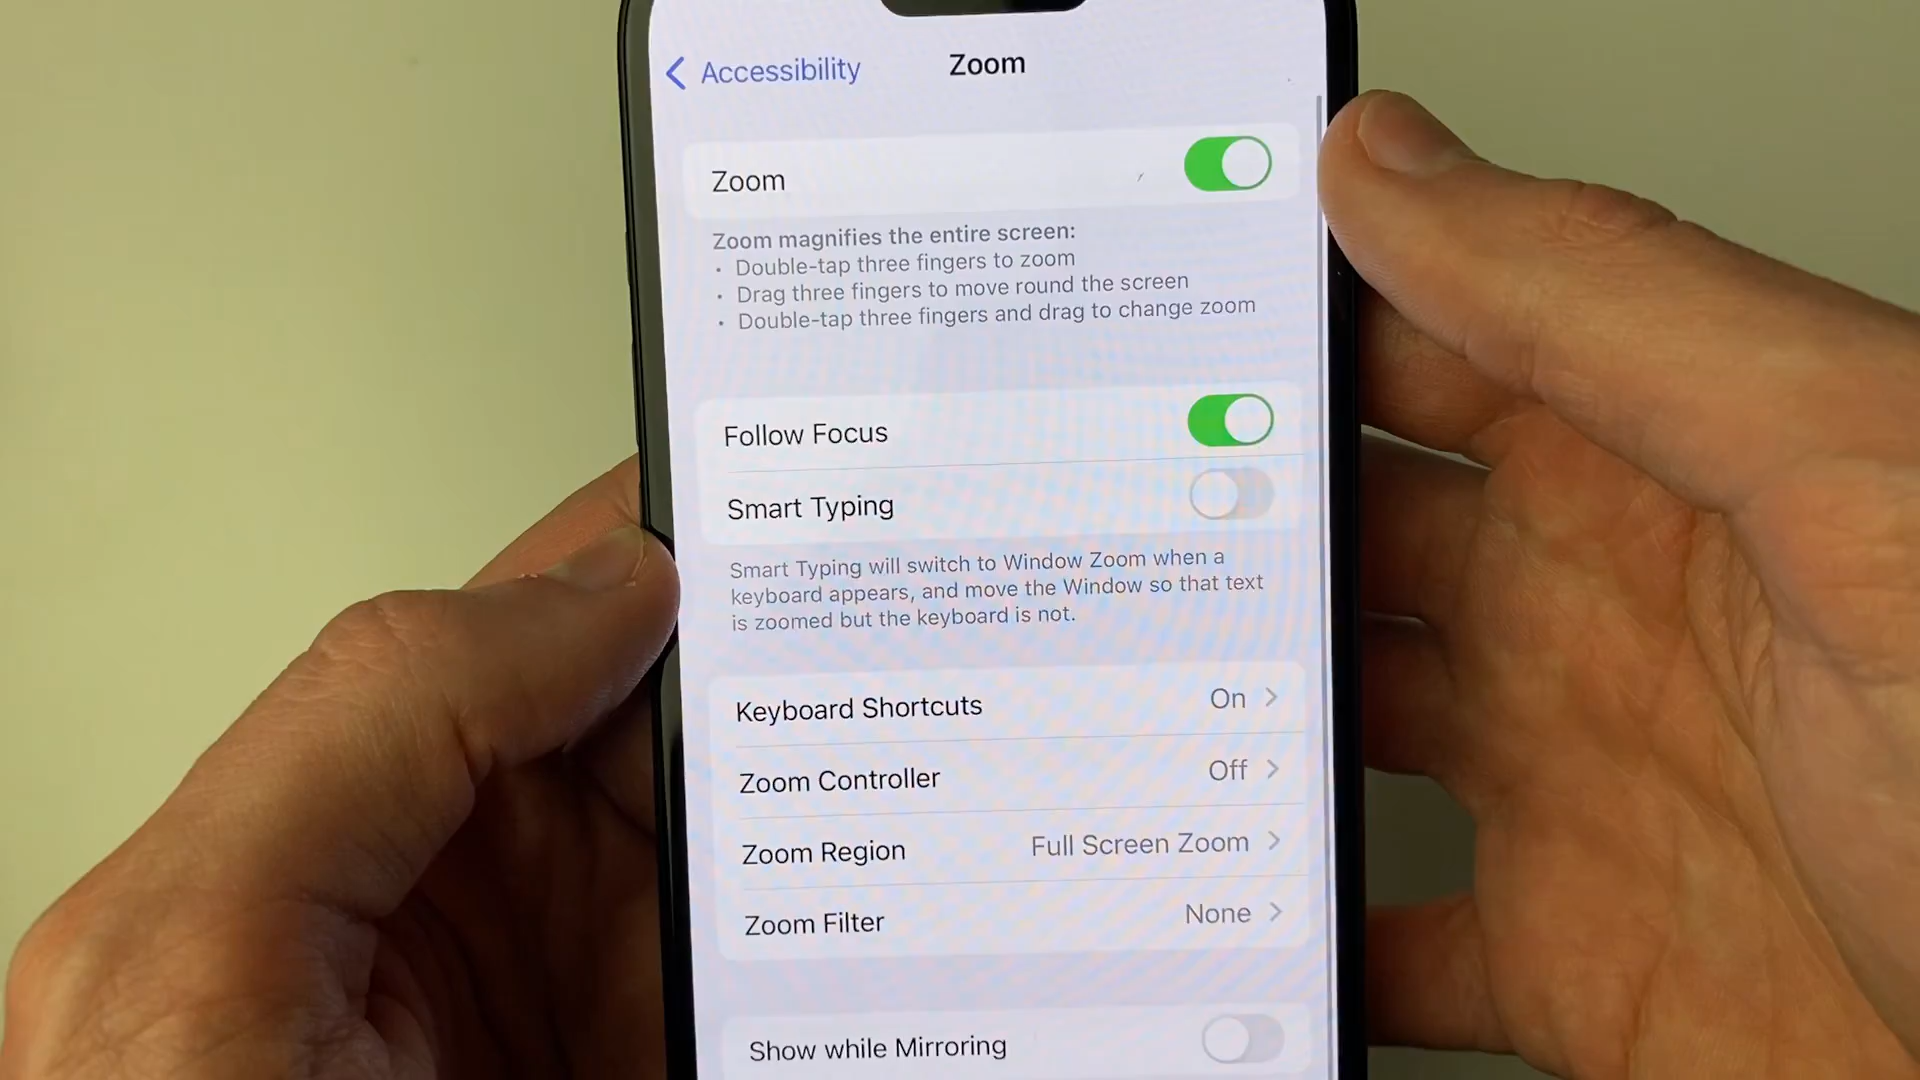 Accessibility
Zoom
Zoom
Zoom magnifies the entire screen:
• Double-tap three fingers to zoom
• Drag three fingers to move round the screen
• Double-tap three fingers and drag to change zoom
Follow Focus
Smart Typing
Smart Typing will switch to Window Zoom when a
keyboard appears, and move the Window so that text
is zoomed but the keyboard is not.
Keyboard Shortcuts On
Zoom Controller Off
Zoom Region Full Screen Zoom
Zoom Filter None
Show while Mirroring